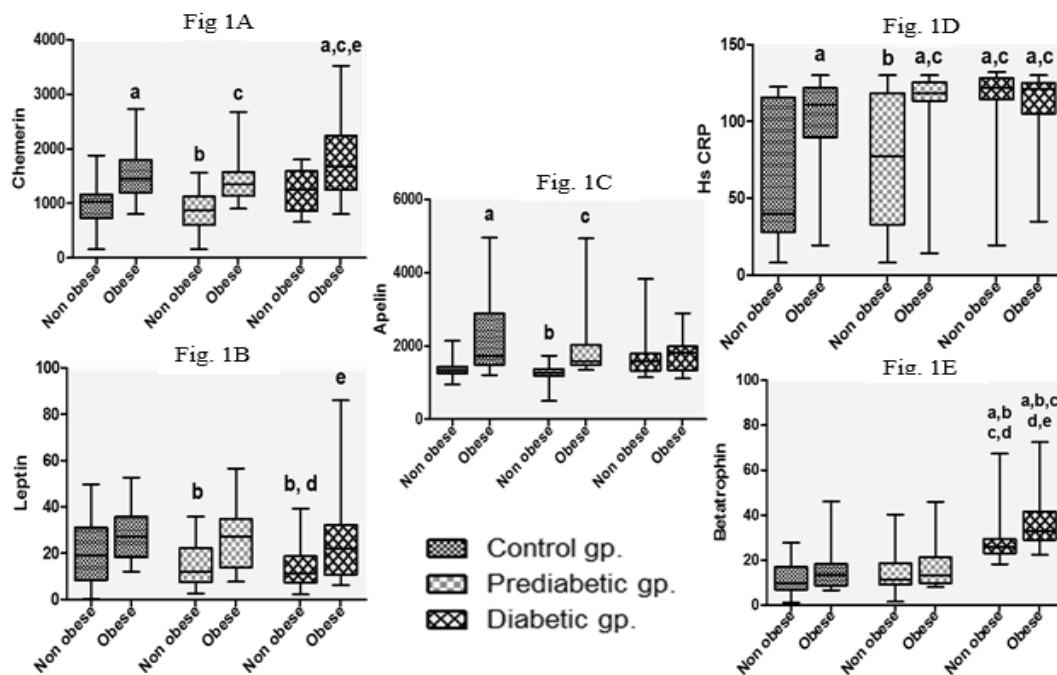 Fig 1A
Chemerin
4000
3000
2000
1000
0
a
b
c
a,c,e
Non obese
Obese
Non obese
Obese
Non obese
Obese
Fig. 1B
Leptin
100
80
60
40
20
0
b
b, d
e
Non obese
Obese
Non obese
Obese
Non obese
Obese
Fig. 1C
Apelin
6000
4000
2000
0
a
b
c
Non obese
Obese
Non obese
Obese
Non obese
Obese
Control gp.
Prediabetic gp.
Diabetic gp.
Fig. 1D
Hs CRP
150
100
50
0
a
b
a,c
a,c
a,c
Non obese
Obese
Non obese
Obese
Non obese
Obese
Fig. 1E
Betatrophin
100
80
60
40
20
0
a,b
c,d
a,b,c
d,e
Non obese
Obese
Non obese
Obese
Non obese
Obese